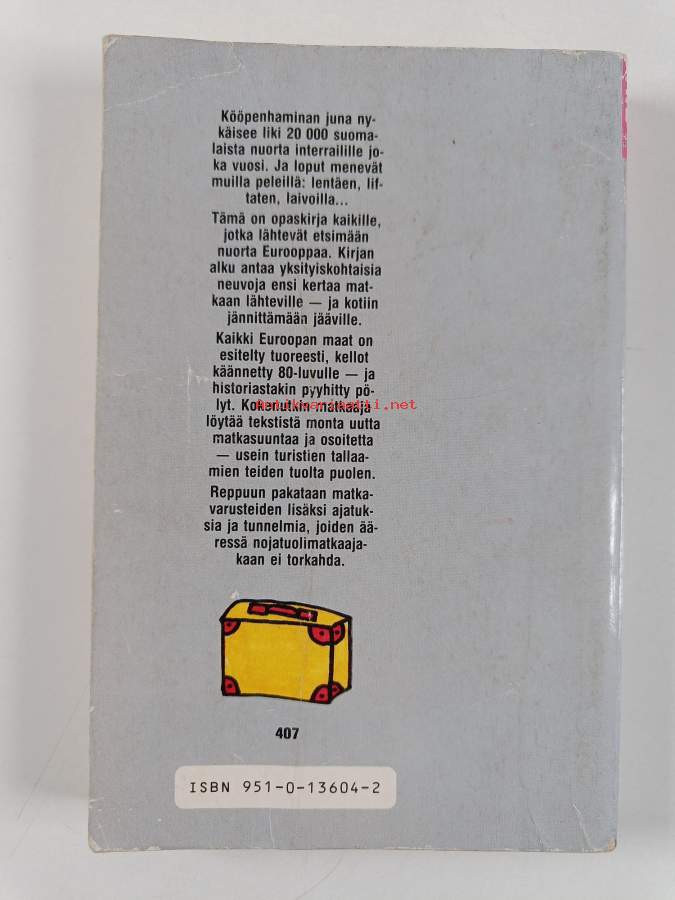 Kööpenhaminan juna ny-
käisee liki 20 000 suoma-
laista nuorta interrailille jo-
ka vuosi. Ja loput menevät
muilla peleillä: lentäen, lif-
taten, laivoilla...
Tämä on opaskirja kaikille,
jotka lähtevät etsimään
nuorta Eurooppaa. Kirjan
alku antaa yksityiskohtaisia
neuvoja ensi kertaa mat-
kaan lähteville — ja kotiin
jännittämään jääville.
Kaikki Euroopan maat on
esitelty tuoreesti, kellot
käännetty 80-luvulle — ja
historiastakin pyyhitty pö-
lyt. Kokenutkin matkaaja
löytää tekstistä monta uutta
matkasuuntaa ja osoitetta
— usein turistien tallaa-
mien teiden tuolta puolen.
Reppuun pakataan matka-
varusteiden lisäksi ajatuk-
sia ja tunnelmia, joiden ää-
ressä nojatuolimatkaaja-
kaan ei torkahda.
407
ISBN 951-0-13604-2